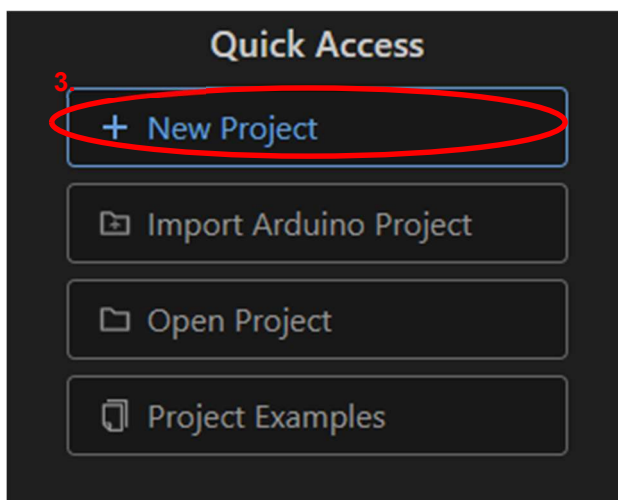 Quick Access
3.
+ New Project
Import Arduino Project
Open Project
Project Examples